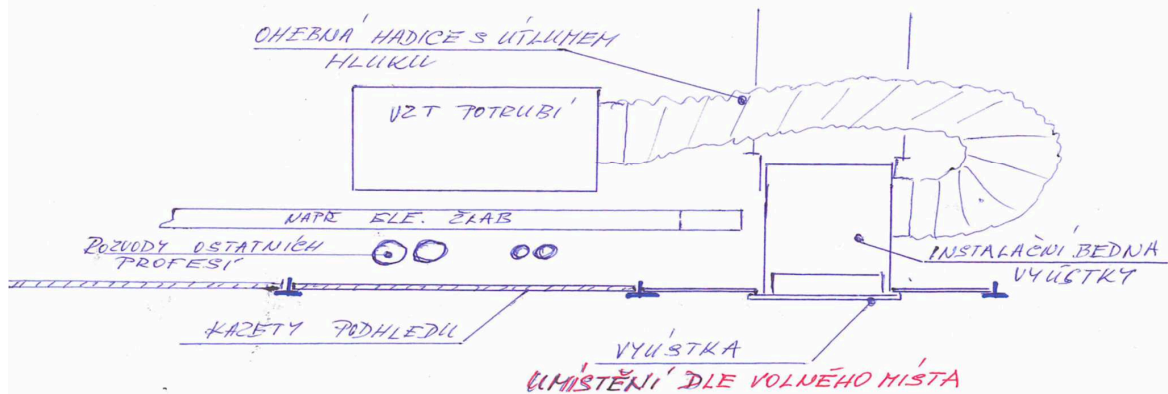 OHEBNÁ HADICE S ÚTLUMEM
HLUKU
VZT POTRUBÍ
NAPŘ ELE. ŽLAB
ROZVODY OSTATNÍCH
PROFESÍ
INSTALAČNÍ BEDNA
VYÚSTKY
KAZETY PODHLEDU
VYÚSTKA
UMÍSTĚNÍ DLE VOLNÉHO MÍSTA